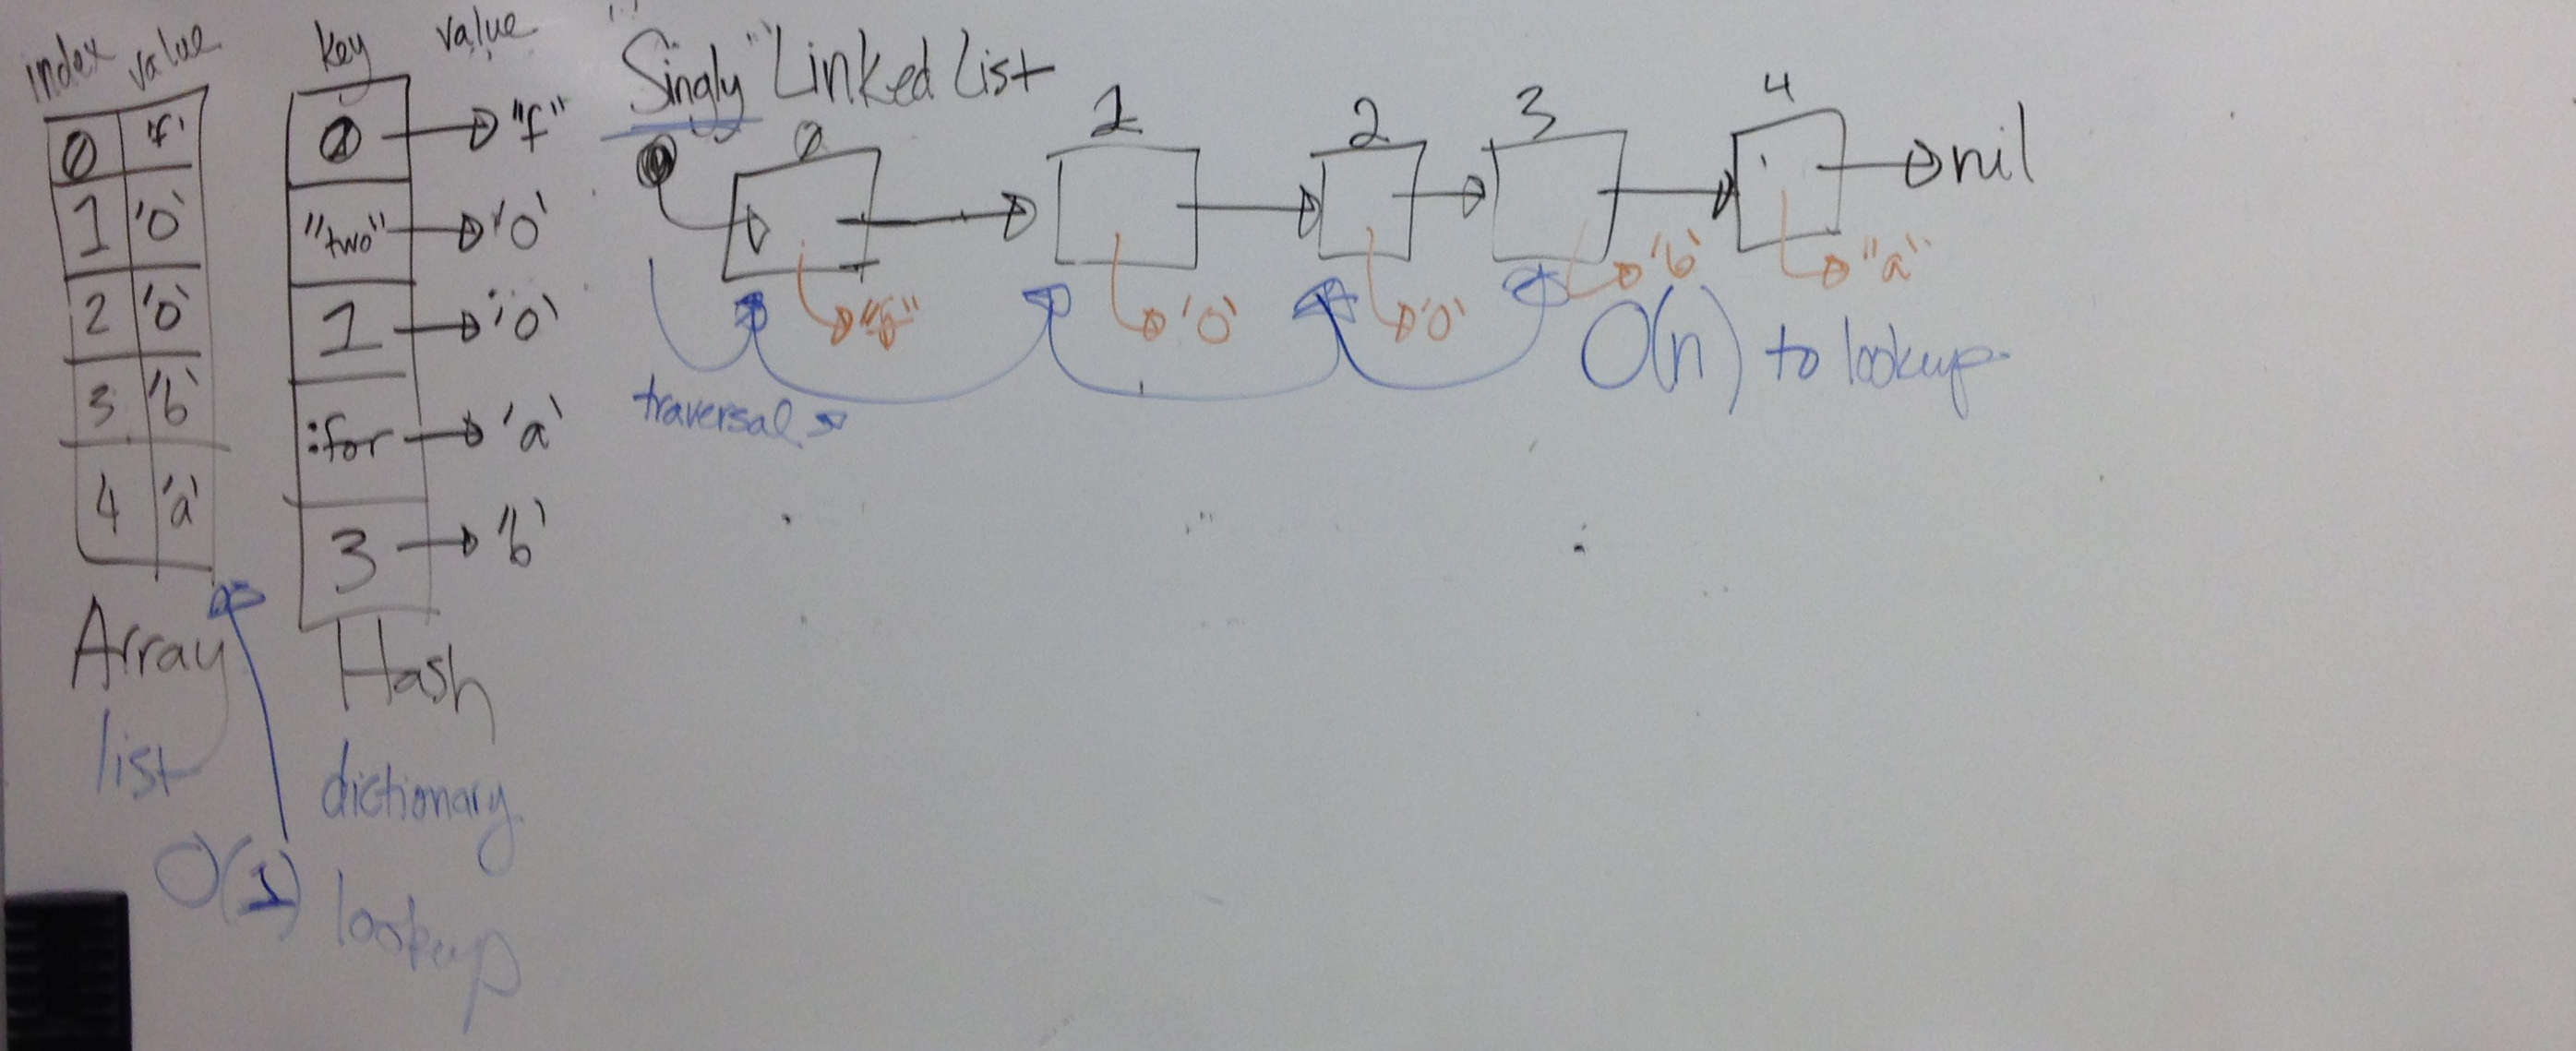 index value
0 'f'
1 'o'
2 'o'
3 'b'
4 'a'
Array
list
O(1) lookup
key value
0 "f"
"two" 'o'
1 'o'
:for 'a'
3 'b'
Hash
dictionary.
"Singly" Linked List
0 1 2 3 4
nil
"f" 'o' 'o' 'b' "a'
traversal
O(n) to lookup.